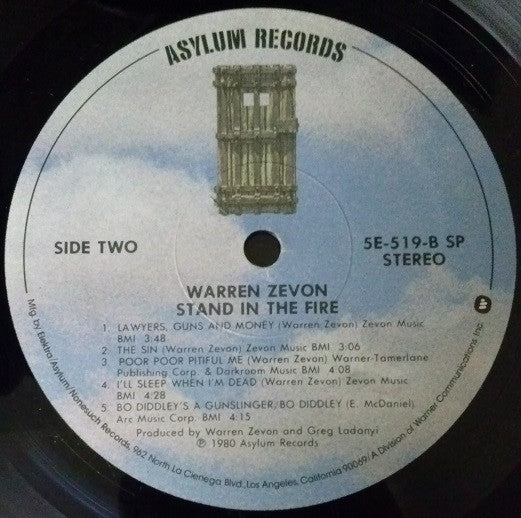 ASYLUM RECORDS
SIDE TWO
5E-519-B SP
STEREO
WARREN ZEVON
STAND IN THE FIRE
1. LAWYERS, GUNS AND MONEY (Warren Zevon) Zevon Music
BMI 3:48
2. THE SIN (Warren Zevon) Zevon Music BMI 3:06
3 POOR POOR PITIFUL ME (Warren Zevon) Warner-Tamerlane
Publishing Corp. & Darkroom Music BMI 4:08
4. I'LL SLEEP WHEN I'M DEAD (Warren Zevon) Zevon Music
BMI 4:28
5. BO DIDDLEY'S A GUNSLINGER/BO DIDDLEY (E. McDaniel)
Arc Music Corp. BMI 4:15
Produced by Warren Zevon and Greg Ladanyi
℗ 1980 Asylum Records
Mfg. by Elektra/Asylum/Nonesuch Records, 962 North La Cienega Blvd., Los Angeles, California 90069/A Division of Warner Communications Inc.